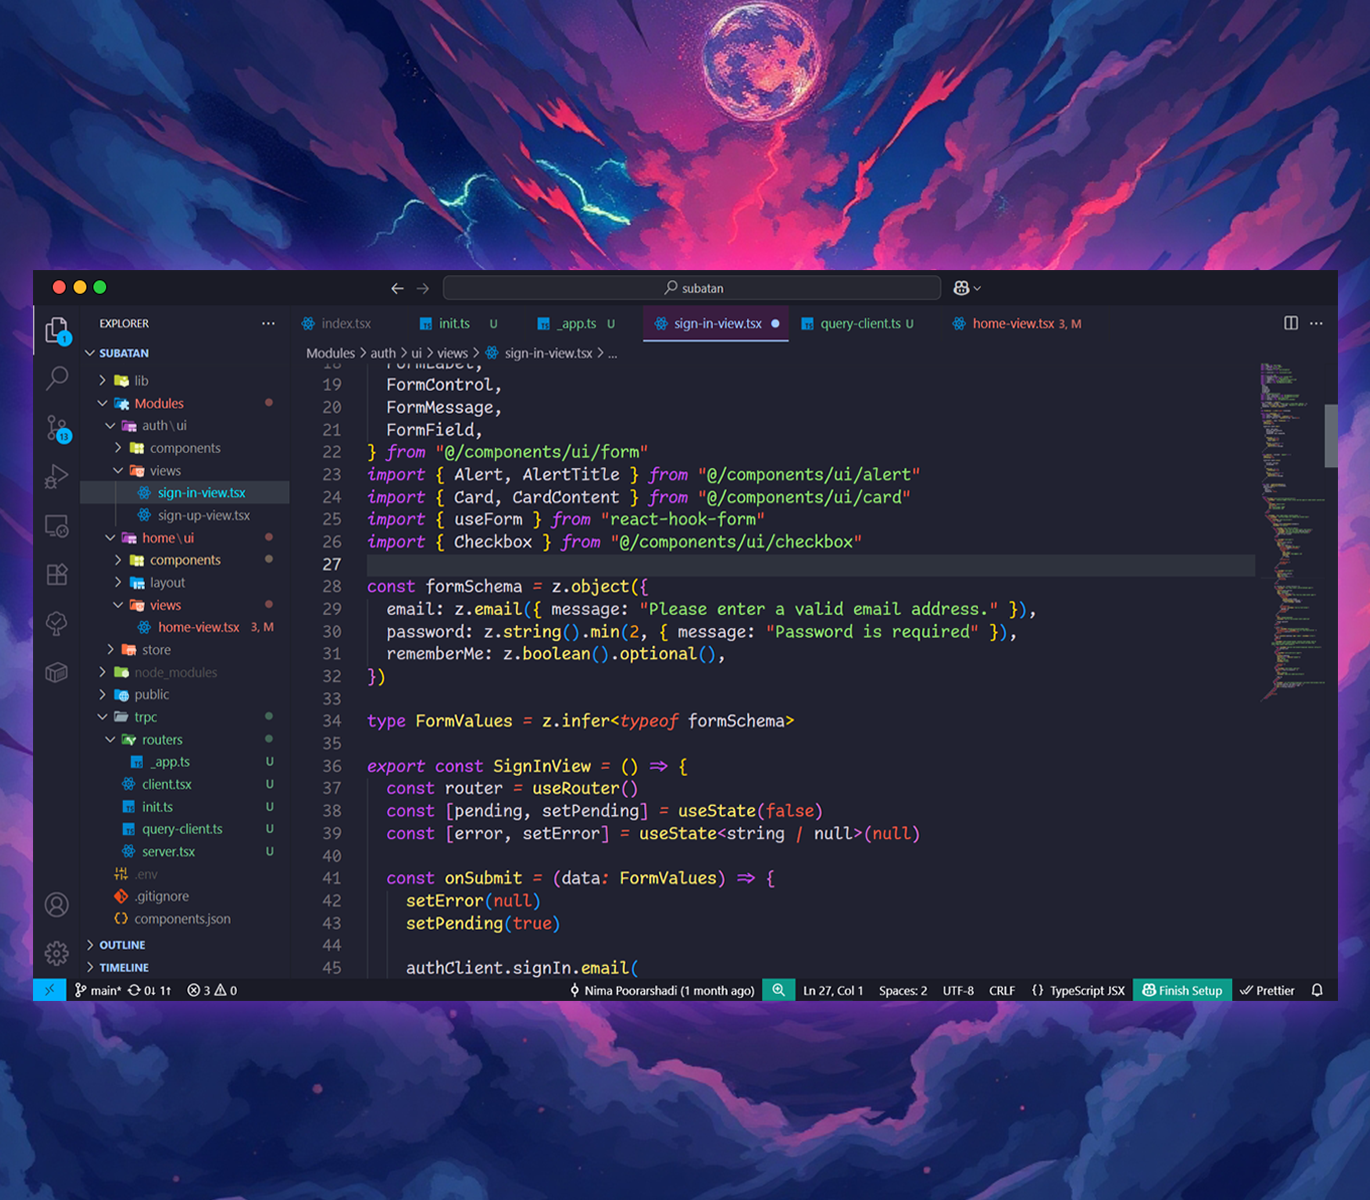 subatan
EXPLORER ...
index.tsx init.ts U _app.ts U sign-in-view.tsx query-client.ts U home-view.tsx 3, M ...
SUBATAN
Modules > auth > ui > views > sign-in-view.tsx > ...
lib
Modules
auth\ui
components
views
sign-in-view.tsx
sign-up-view.tsx
home\ui
components
layout
views
home-view.tsx 3, M
store
node_modules
public
trpc
routers
_app.ts U
client.tsx U
init.ts U
query-client.ts U
server.tsx U
.env
.gitignore
components.json
OUTLINE
TIMELINE
1
13
18 FormLabel,
19 FormControl,
20 FormMessage,
21 FormField,
22 } from "@/components/ui/form"
23 import { Alert, AlertTitle } from "@/components/ui/alert"
24 import { Card, CardContent } from "@/components/ui/card"
25 import { useForm } from "react-hook-form"
26 import { Checkbox } from "@/components/ui/checkbox"
27
28 const formSchema = z.object({
29 email: z.email({ message: "Please enter a valid email address." }),
30 password: z.string().min(2, { message: "Password is required" }),
31 rememberMe: z.boolean().optional(),
32 })
33
34 type FormValues = z.infer<typeof formSchema>
35
36 export const SignInView = () => {
37 const router = useRouter()
38 const [pending, setPending] = useState(false)
39 const [error, setError] = useState<string | null>(null)
40
41 const onSubmit = (data: FormValues) => {
42 setError(null)
43 setPending(true)
44
45 authClient.signIn.email(
main* 0↓ 1↑ 3 0 Nima Poorarshadi (1 month ago) Ln 27, Col 1 Spaces: 2 UTF-8 CRLF {} TypeScript JSX Finish Setup Prettier